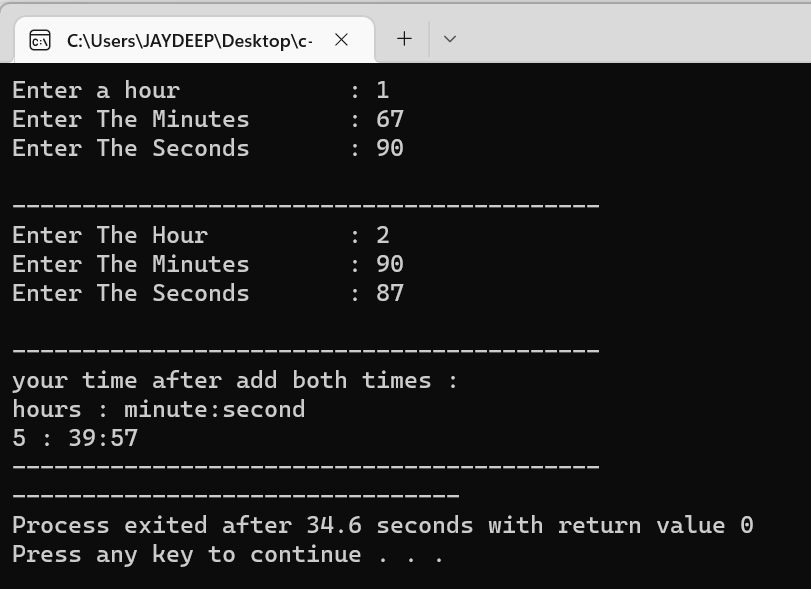 C:\Users\JAYDEEP\Desktop\c-
Enter a hour : 1
Enter The Minutes : 67
Enter The Seconds : 90
------------------------------------------
Enter The Hour : 2
Enter The Minutes : 90
Enter The Seconds : 87
------------------------------------------
your time after add both times :
hours : minute:second
5 : 39:57
------------------------------------------
--------------------------------
Process exited after 34.6 seconds with return value 0
Press any key to continue . . .